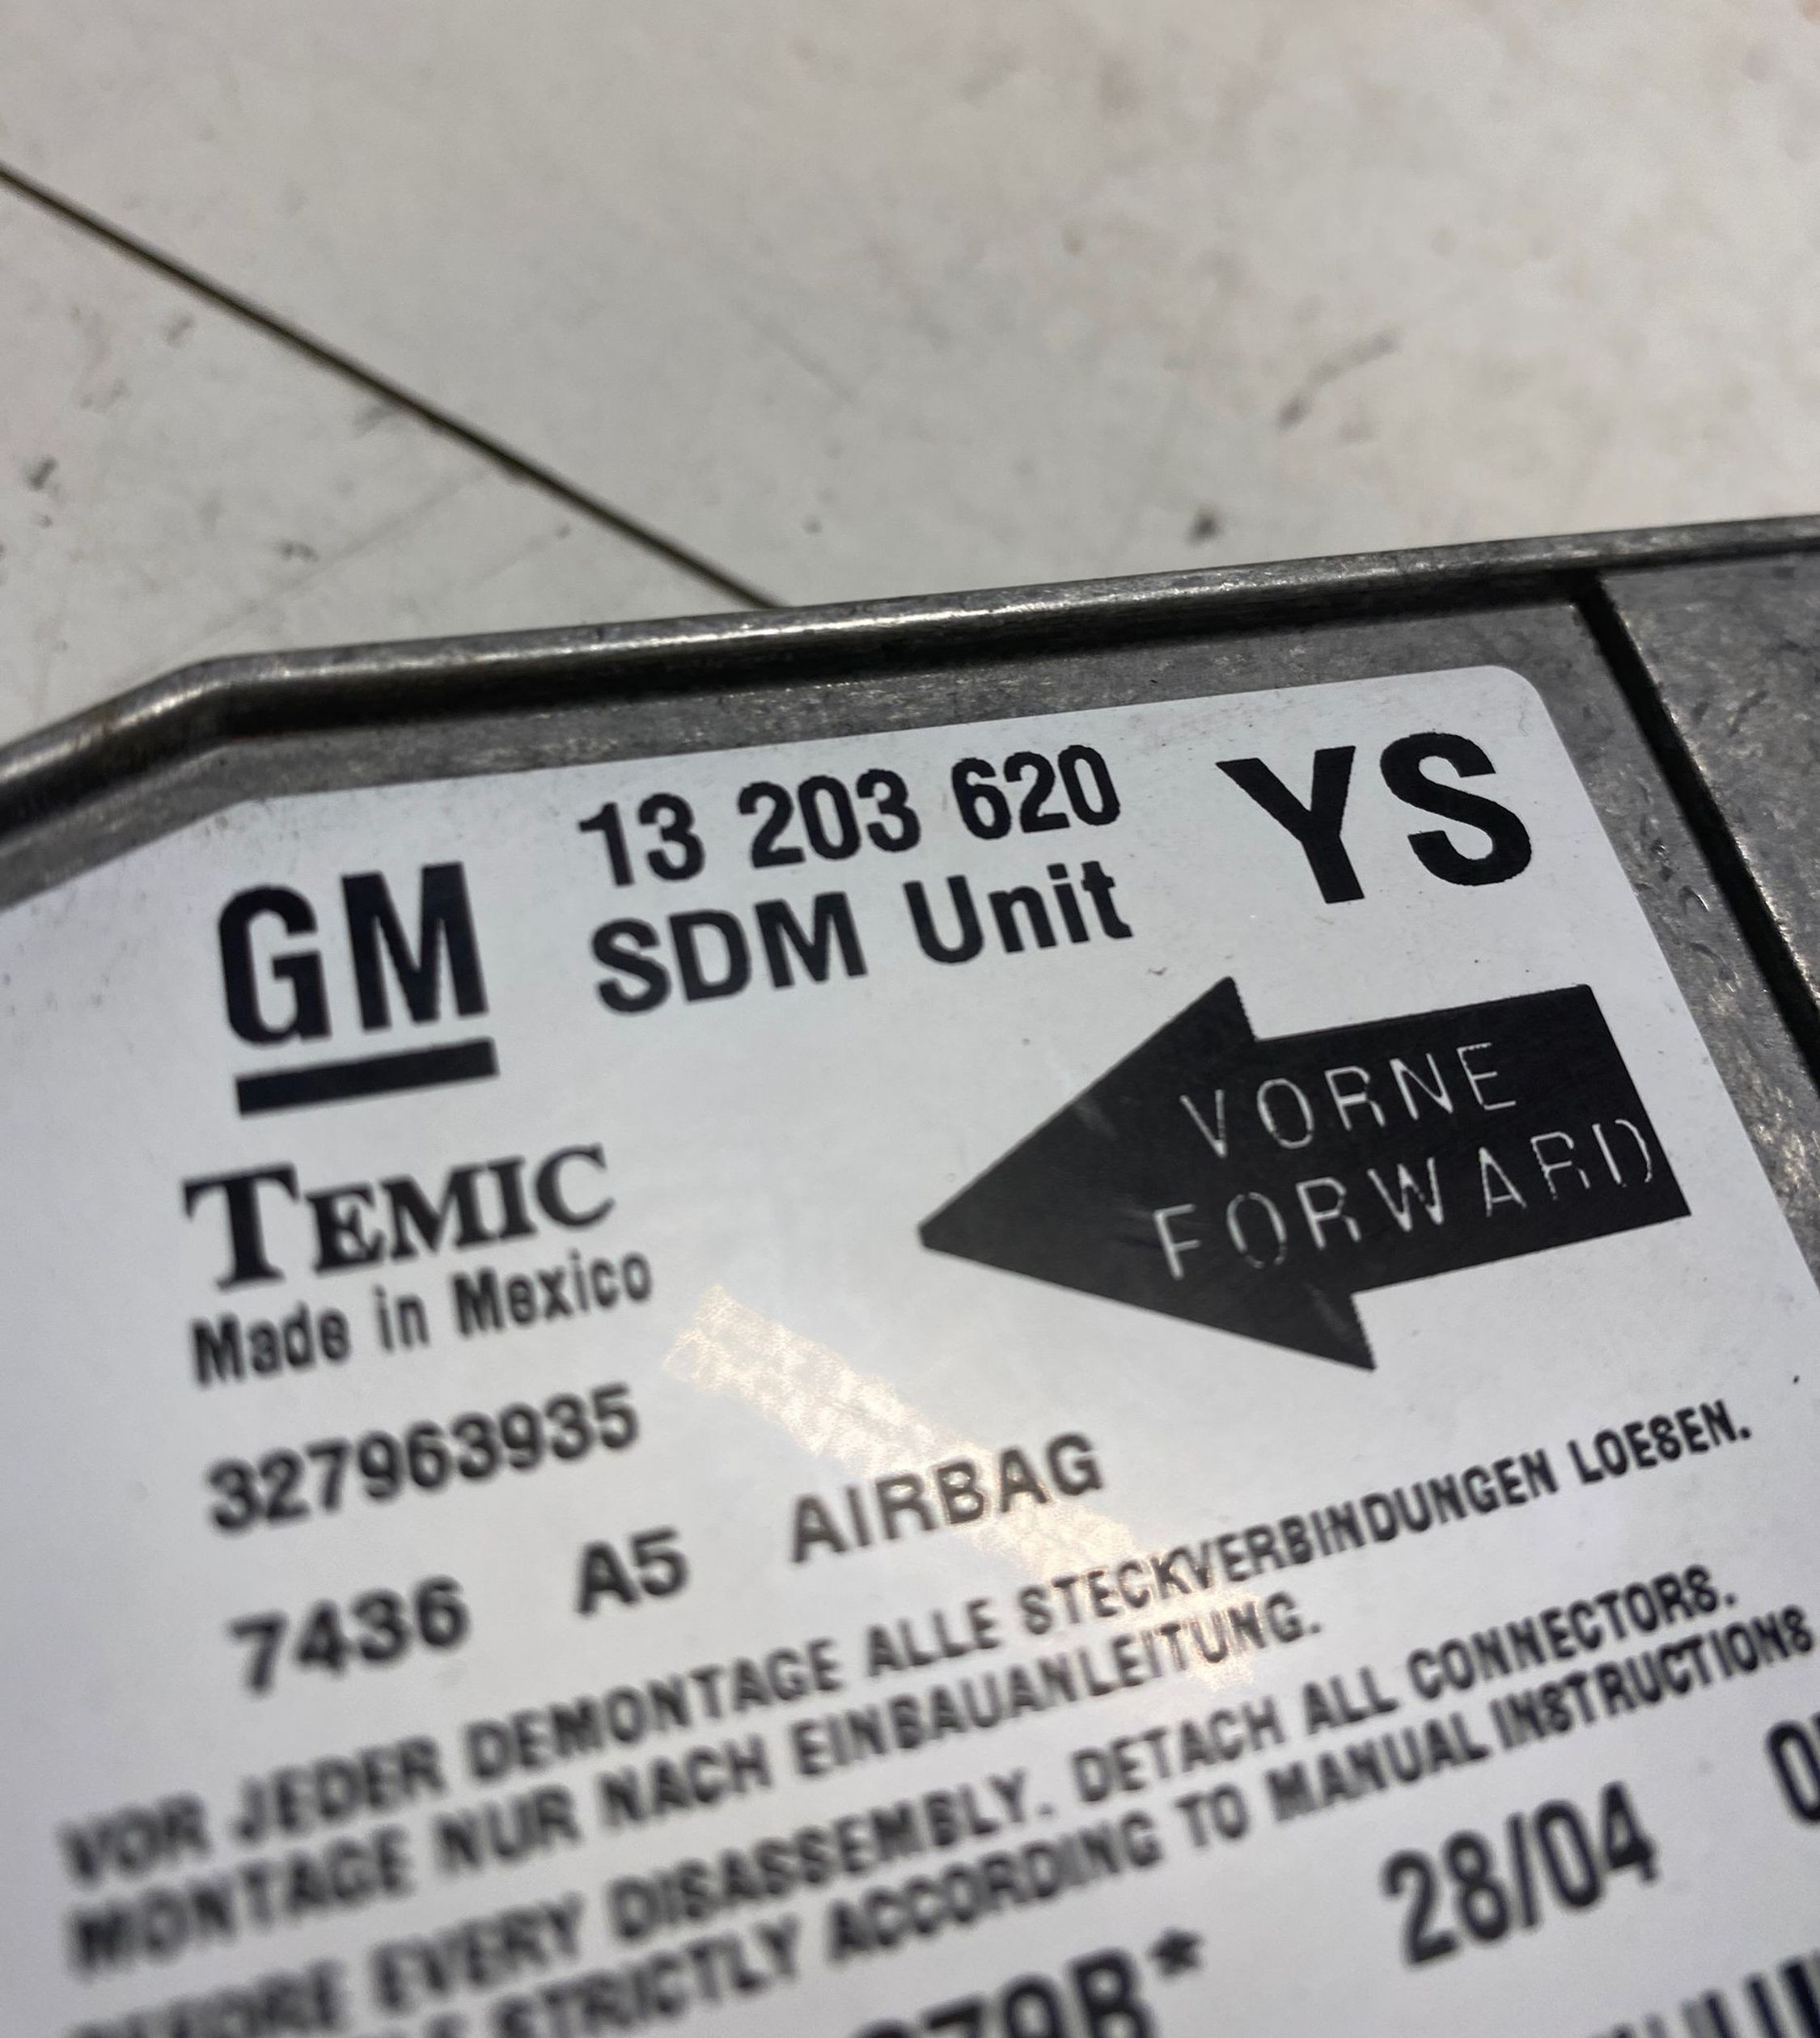 13 203 620 YS
GM SDM Unit
VORNE
FORWARD
TEMIC
Made in Mexico
327963935
7436 A5 AIRBAG
VOR JEDER DEMONTAGE ALLE STECKVERBINDUNGEN LOESEN.
MONTAGE NUR NACH EINBAUANLEITUNG.
BEFORE EVERY DISASSEMBLY. DETACH ALL CONNECTORS.
STRICTLY ACCORDING TO MANUAL INSTRUCTIONS
28/04